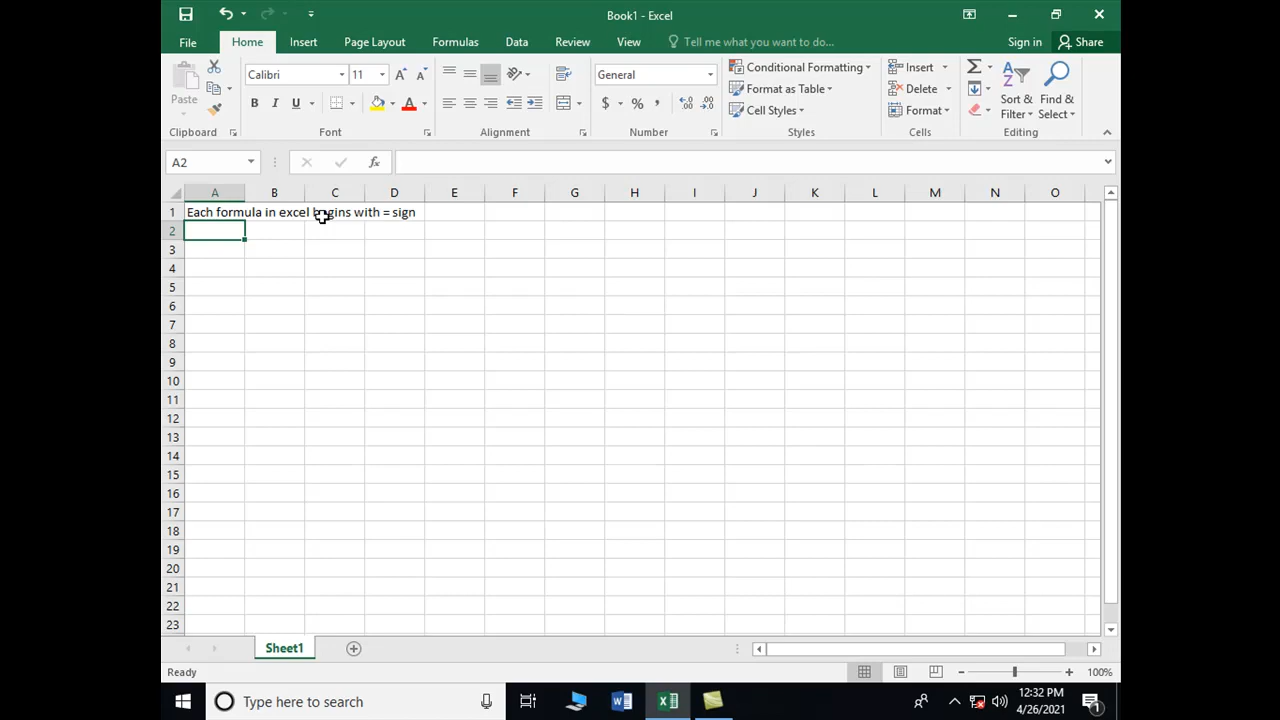 Book1 - Excel
File Home Insert Page Layout Formulas Data Review View Tell me what you want to do... Sign in Share
Paste
Calibri 11
B I U A
General
$ % ,
Conditional Formatting
Format as Table
Cell Styles
Insert
Delete
Format
Sort & Filter
Find & Select
Clipboard Font Alignment Number Styles Cells Editing
A2 fx
A B C D E F G H I J K L M N O
1 Each formula in excel begins with = sign
2
3
4
5
6
7
8
9
10
11
12
13
14
15
16
17
18
19
20
21
22
23
Sheet1
Ready 100%
Type here to search
12:32 PM
4/26/2021
1